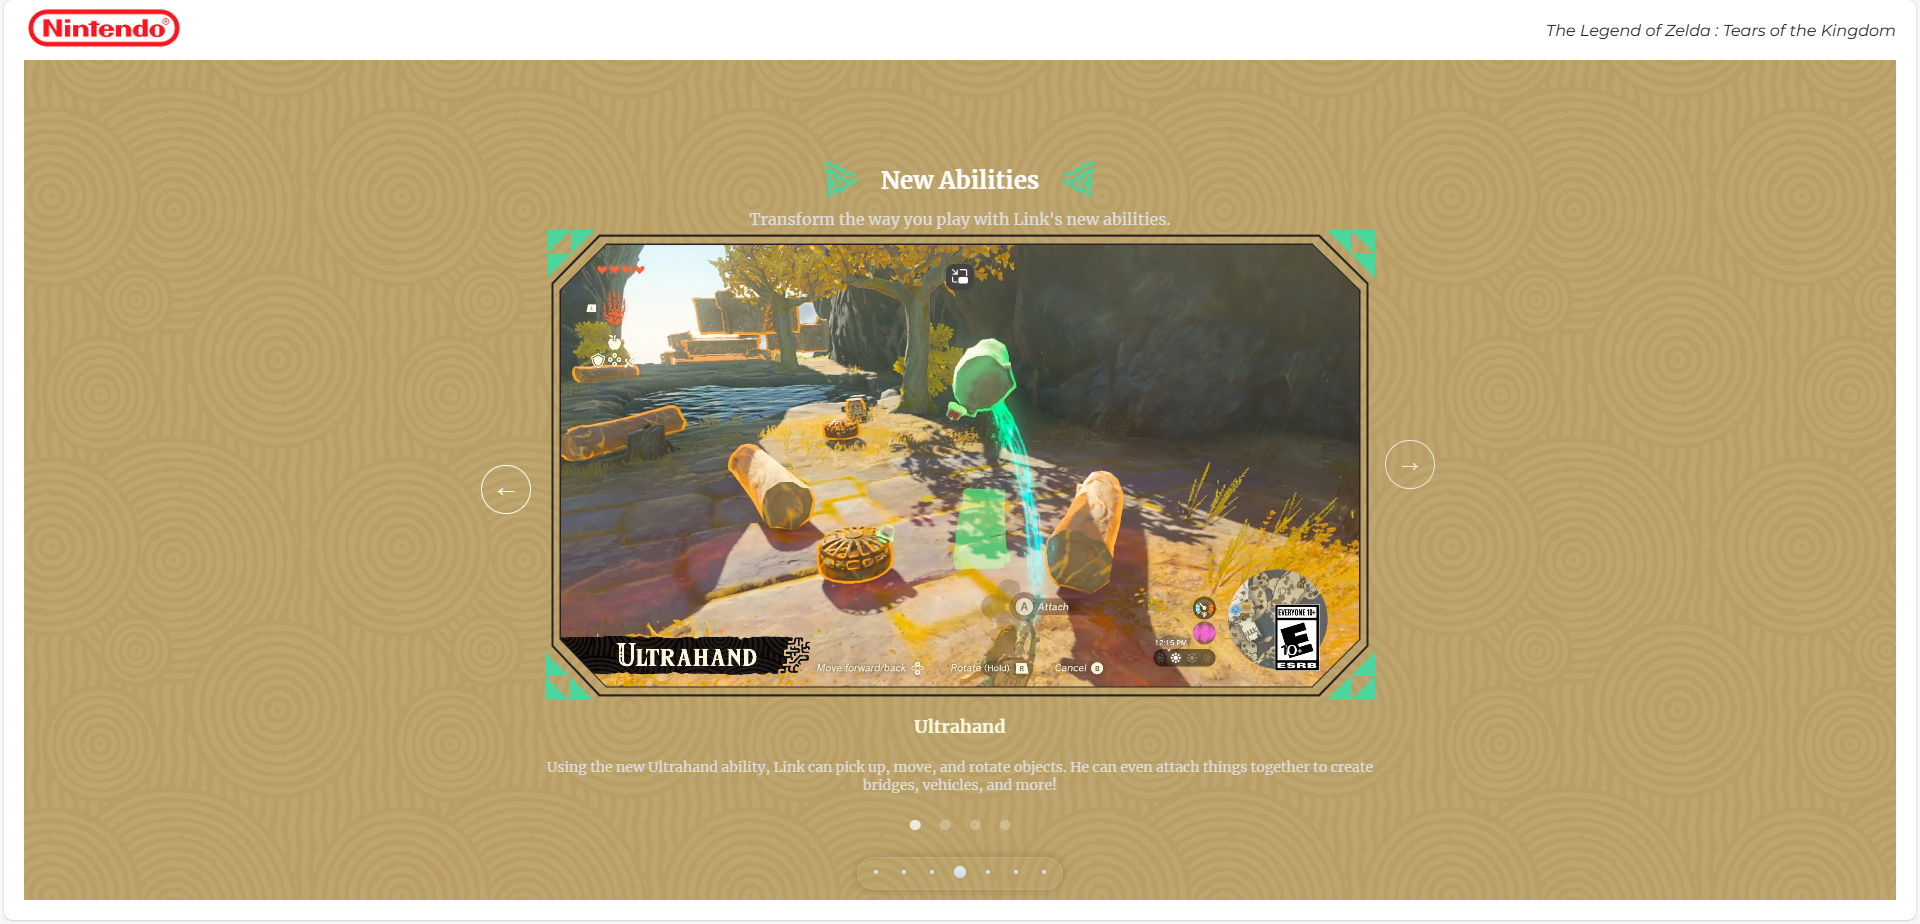 Nintendo®
The Legend of Zelda : Tears of the Kingdom
New Abilities
Transform the way you play with Link's new abilities.
L
←
→
A Attach
12:15 PM
EVERYONE 10+
E
10+
ESRB
ULTRAHAND
Move forward/back
Rotate (Hold) R
Cancel B
Ultrahand
Using the new Ultrahand ability, Link can pick up, move, and rotate objects. He can even attach things together to create
bridges, vehicles, and more!